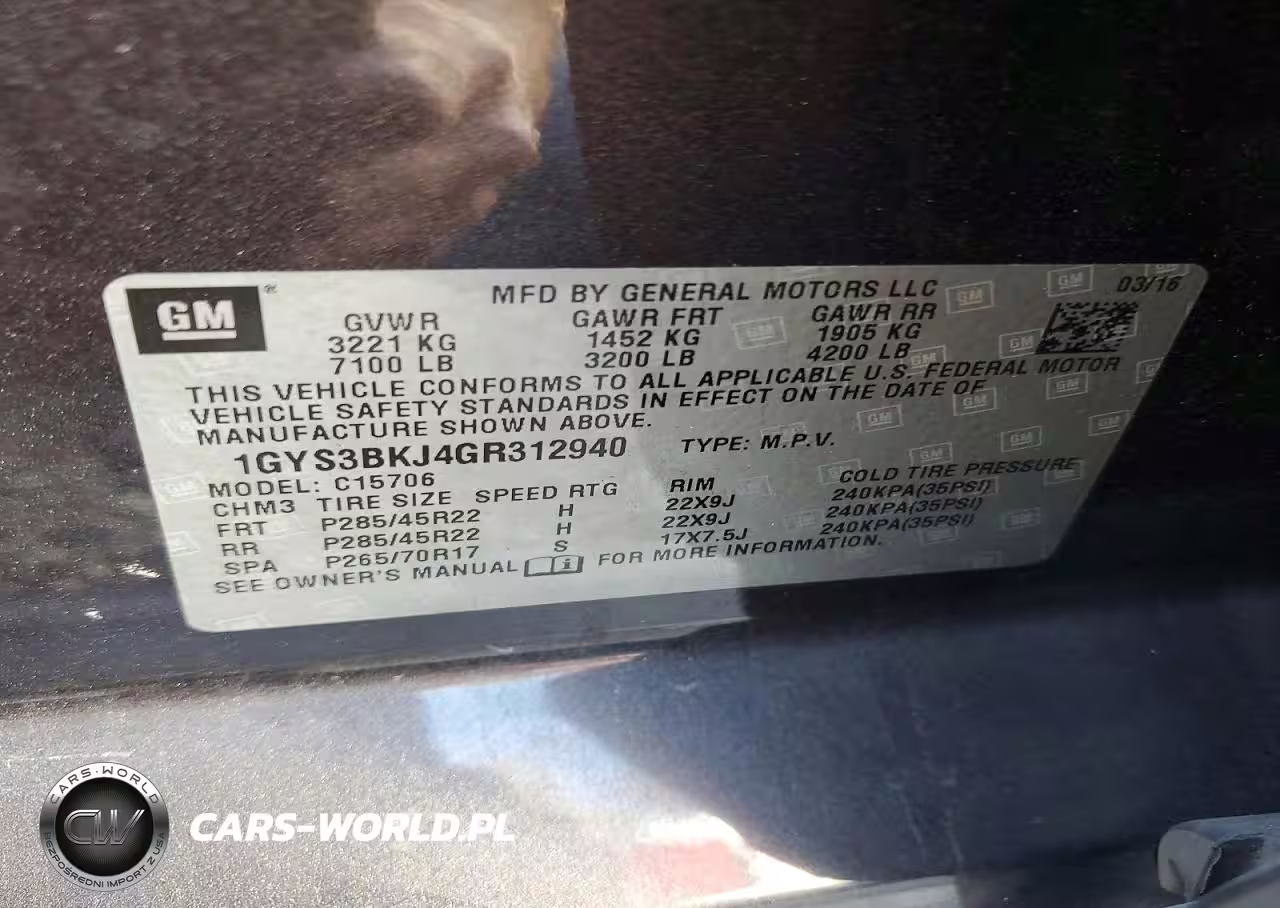 GM
MFD BY GENERAL MOTORS LLC
03/16
GVWR GAWR FRT GAWR RR
3221 KG 1452 KG 1905 KG
7100 LB 3200 LB 4200 LB
THIS VEHICLE CONFORMS TO ALL APPLICABLE U.S. FEDERAL MOTOR
VEHICLE SAFETY STANDARDS IN EFFECT ON THE DATE OF
MANUFACTURE SHOWN ABOVE.
1GYS3BKJ4GR312940 TYPE: M.P.V.
MODEL: C15706
CHM3 TIRE SIZE SPEED RTG RIM COLD TIRE PRESSURE
FRT P285/45R22 H 22X9J 240KPA(35PSI)
RR P285/45R22 H 22X9J 240KPA(35PSI)
SPA P265/70R17 S 17X7.5J 240KPA(35PSI)
SEE OWNER'S MANUAL i FOR MORE INFORMATION.
CARS-WORLD
CW
BEZPOŚREDNI IMPORT Z USA
CARS-WORLD.PL